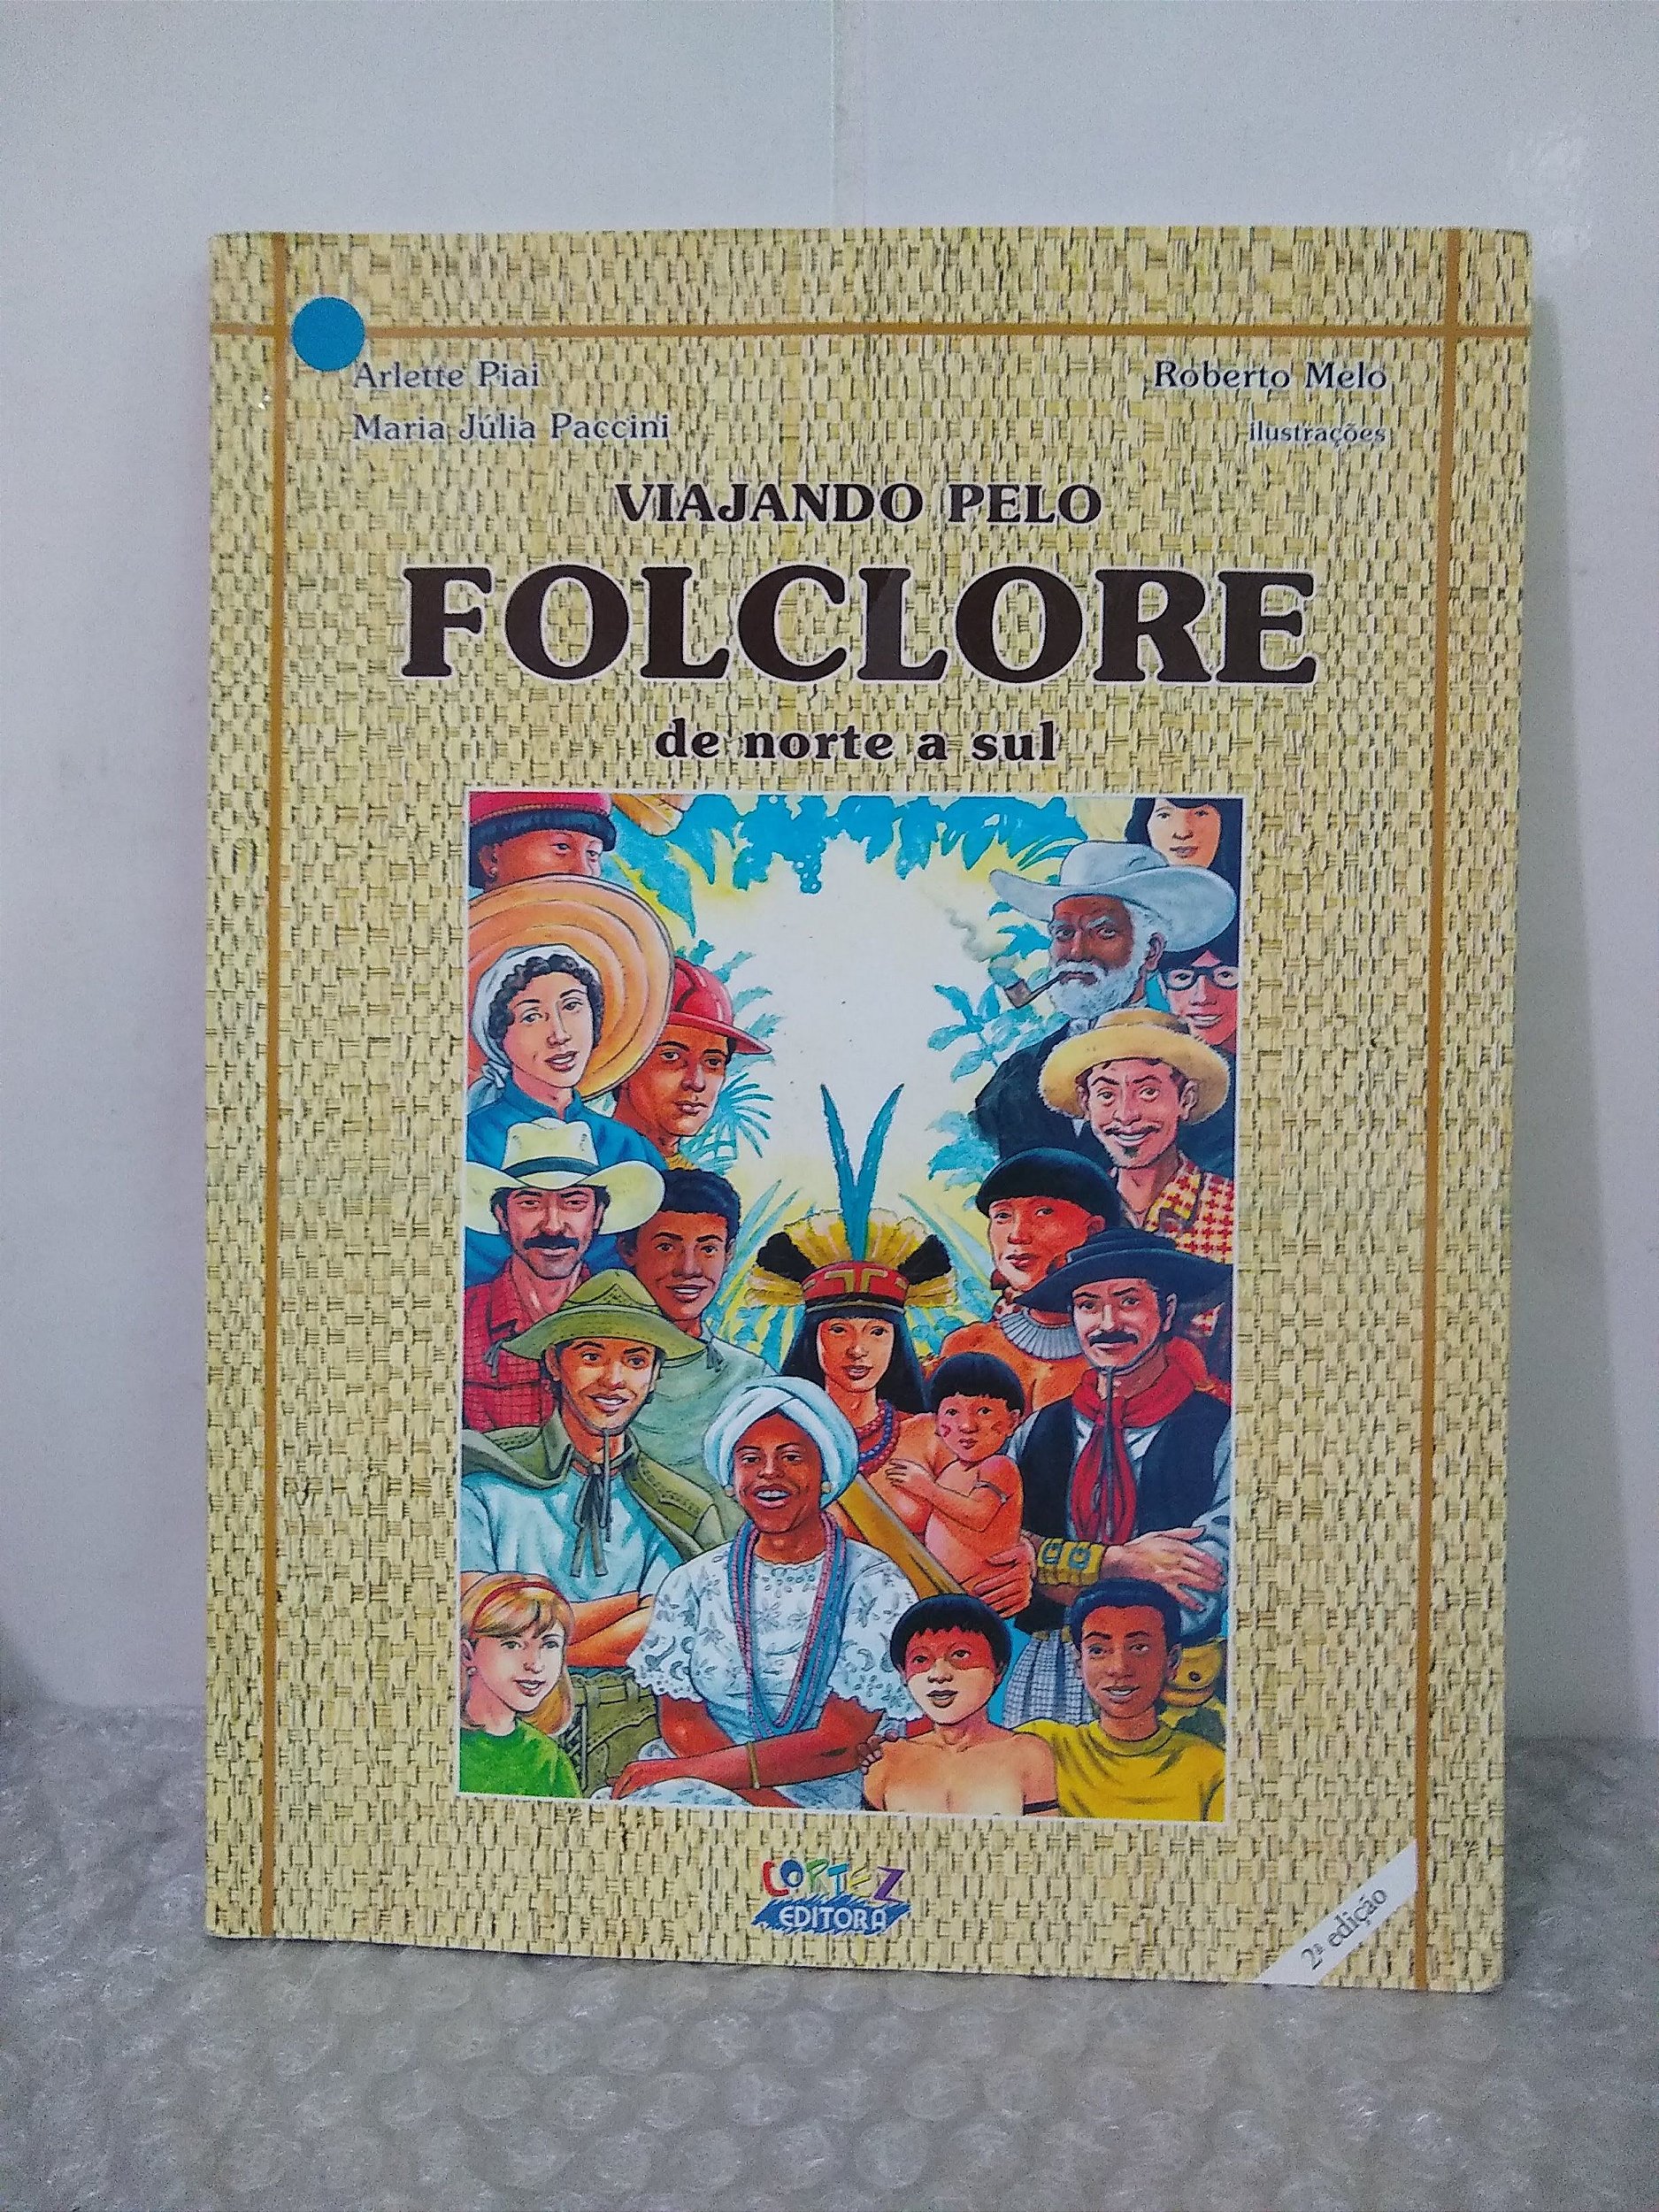 Arlette Piai
Maria Júlia Paccini
Roberto Melo
ilustrações
VIAJANDO PELO
FOLCLORE
de norte a sul
CORTEZ
EDITORA
2ª edição